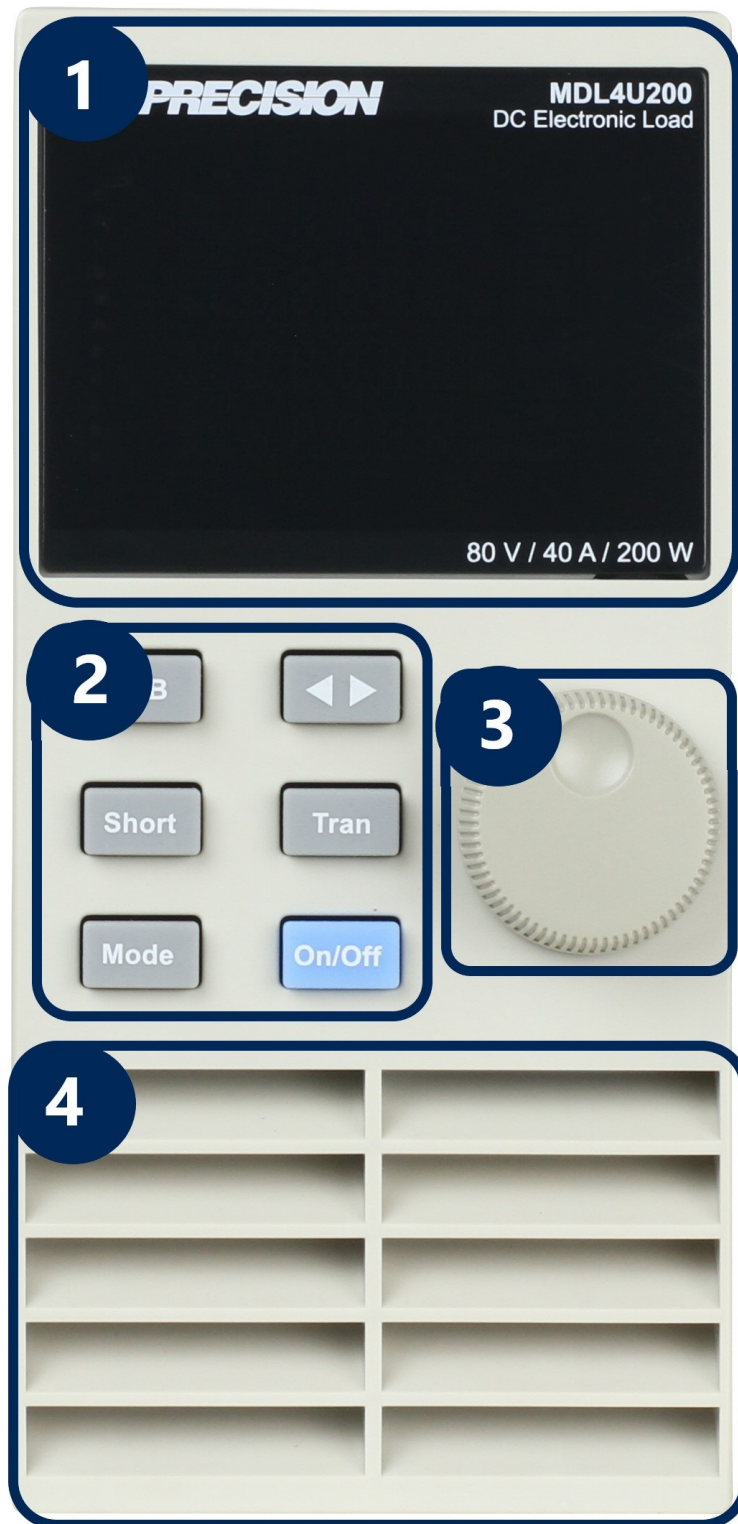 1
PRECISION
MDL4U200
DC Electronic Load
80 V / 40 A / 200 W
2
B
3
Short
Tran
Mode
On/Off
4